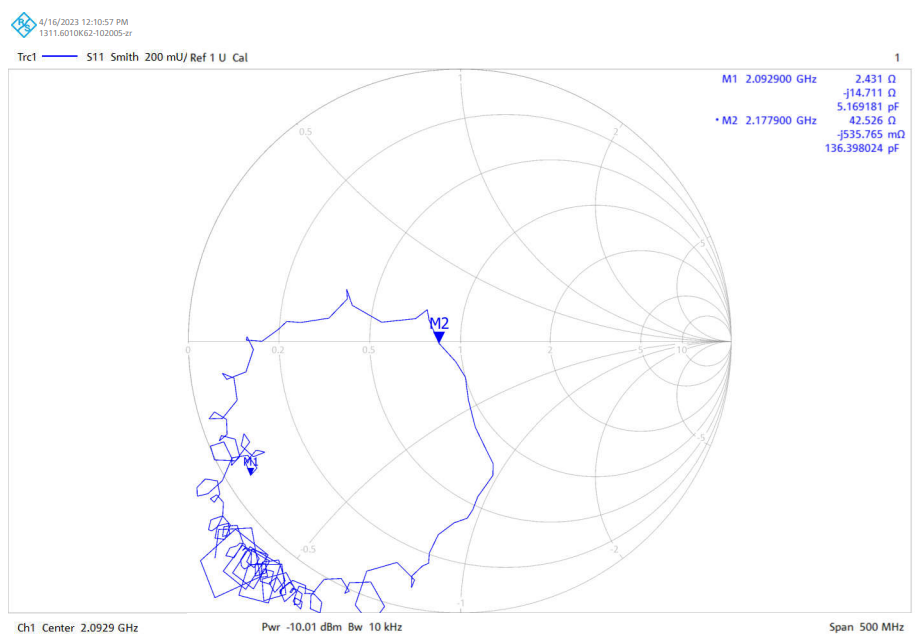 4/16/2023 12:10:57 PM
1311.6010K62-102005-zr
Trc1 S11 Smith 200 mU/ Ref 1 U Cal 1
M1 2.092900 GHz 2.431 Ω
-j14.711 Ω
5.169181 pF
• M2 2.177900 GHz 42.526 Ω
-j535.765 mΩ
136.398024 pF
1
0.5 2
5
M2
0 0.2 0.5 1 2 5 10
M1
-5
-0.5 -2
-1
Ch1 Center 2.0929 GHz Pwr -10.01 dBm Bw 10 kHz Span 500 MHz